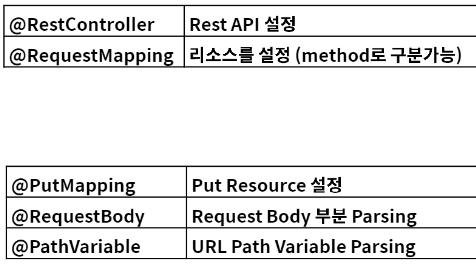 @RestController Rest API 설정
@RequestMapping 리소스를 설정 (method로 구분가능)
@PutMapping Put Resource 설정
@RequestBody Request Body 부분 Parsing
@PathVariable URL Path Variable Parsing